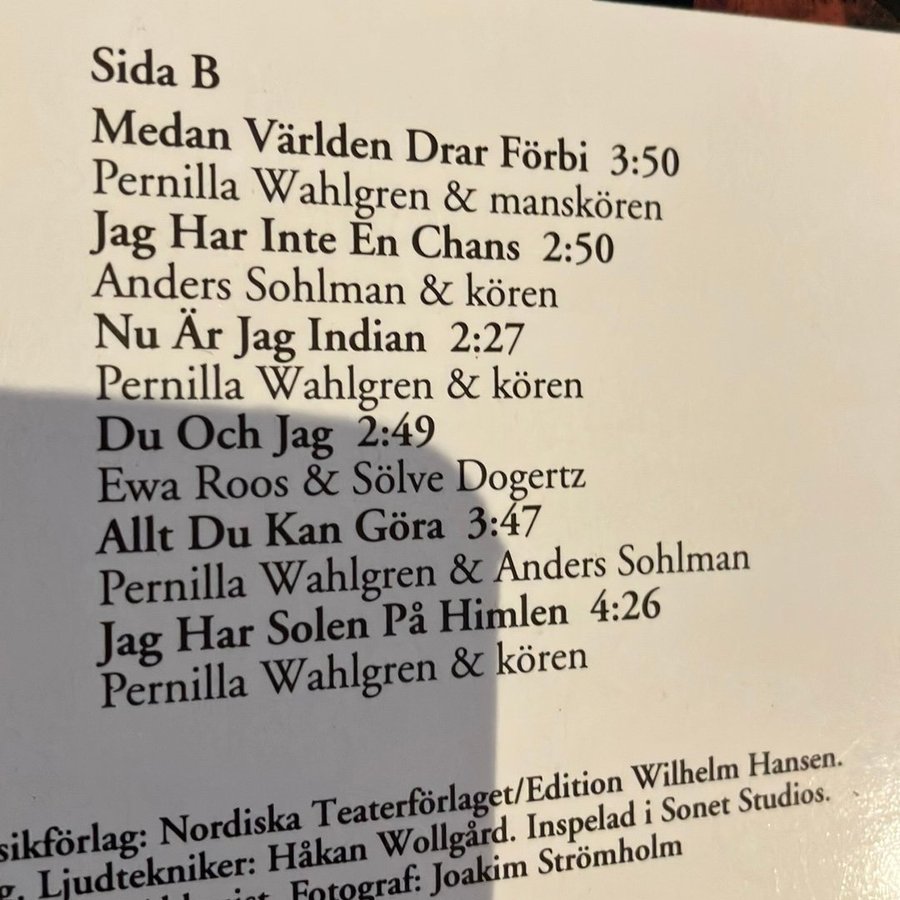 Sida B
Medan Världen Drar Förbi 3:50
Pernilla Wahlgren & manskören
Jag Har Inte En Chans 2:50
Anders Sohlman & kören
Nu Är Jag Indian 2:27
Pernilla Wahlgren & kören
Du Och Jag 2:49
Ewa Roos & Sölve Dogertz
Allt Du Kan Göra 3:47
Pernilla Wahlgren & Anders Sohlman
Jag Har Solen På Himlen 4:26
Pernilla Wahlgren & kören
sikförlag: Nordiska Teaterförlaget/Edition Wilhelm Hansen.
g. Ljudtekniker: Håkan Wollgård. Inspelad i Sonet Studios.
Fotograf: Joakim Strömholm